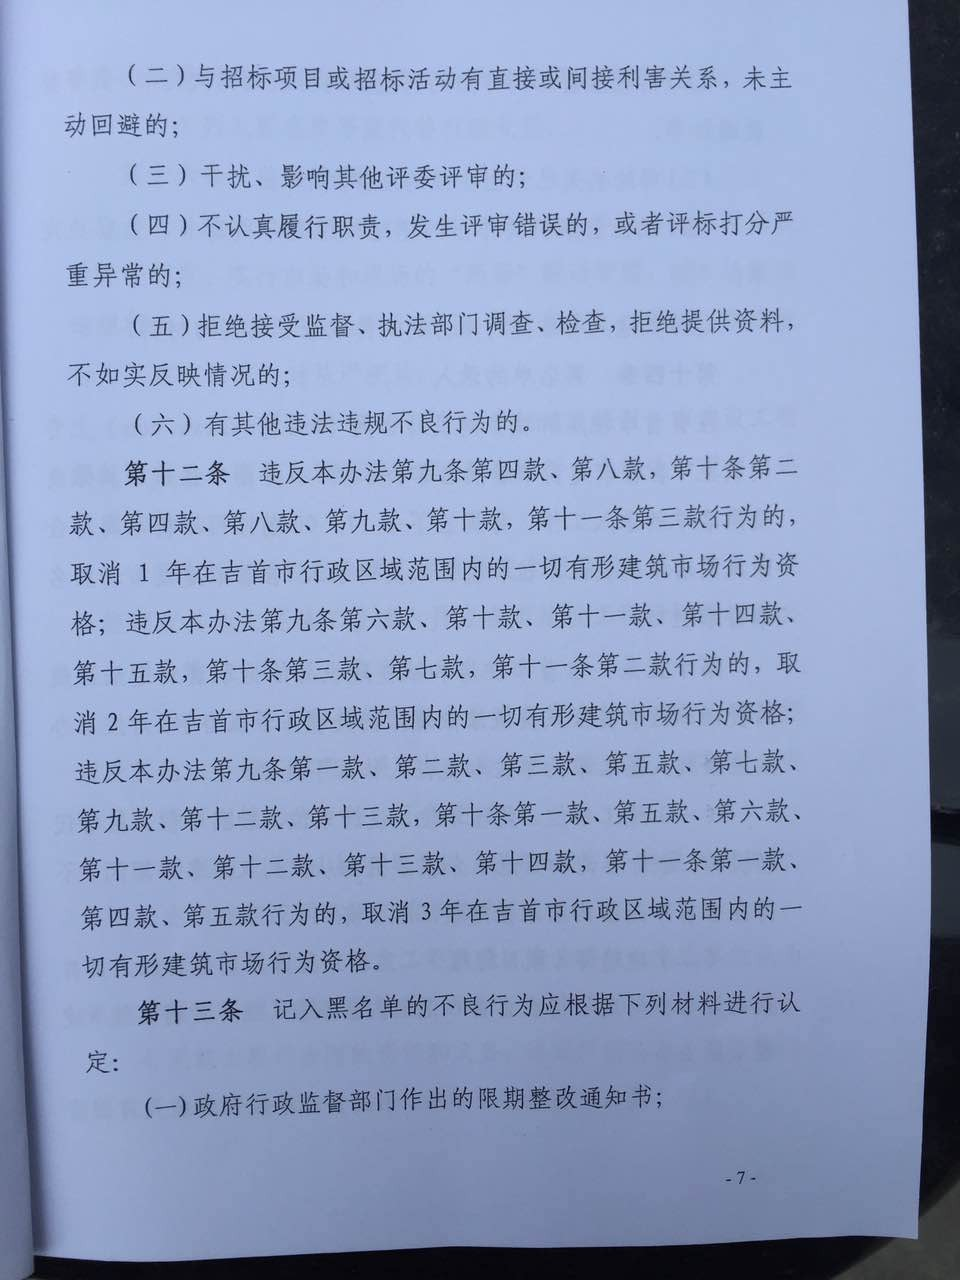 （二）与招标项目或招标活动有直接或间接利害关系，未主
动回避的；
（三）干扰、影响其他评委评审的；
（四）不认真履行职责，发生评审错误的，或者评标打分严
重异常的；
（五）拒绝接受监督、执法部门调查、检查，拒绝提供资料，
不如实反映情况的；
（六）有其他违法违规不良行为的。
第十二条　违反本办法第九条第四款、第八款，第十条第二
款、第四款、第八款、第九款、第十款，第十一条第三款行为的，
取消 1 年在吉首市行政区域范围内的一切有形建筑市场行为资
格；违反本办法第九条第六款、第十款、第十一款、第十四款、
第十五款，第十条第三款、第七款，第十一条第二款行为的，取
消 2 年在吉首市行政区域范围内的一切有形建筑市场行为资格；
违反本办法第九条第一款、第二款、第三款、第五款、第七款、
第九款、第十二款、第十三款，第十条第一款、第五款、第六款、
第十一款、第十二款、第十三款、第十四款，第十一条第一款、
第四款、第五款行为的，取消 3 年在吉首市行政区域范围内的一
切有形建筑市场行为资格。
第十三条　记入黑名单的不良行为应根据下列材料进行认
定：
(一)政府行政监督部门作出的限期整改通知书；
- 7 -